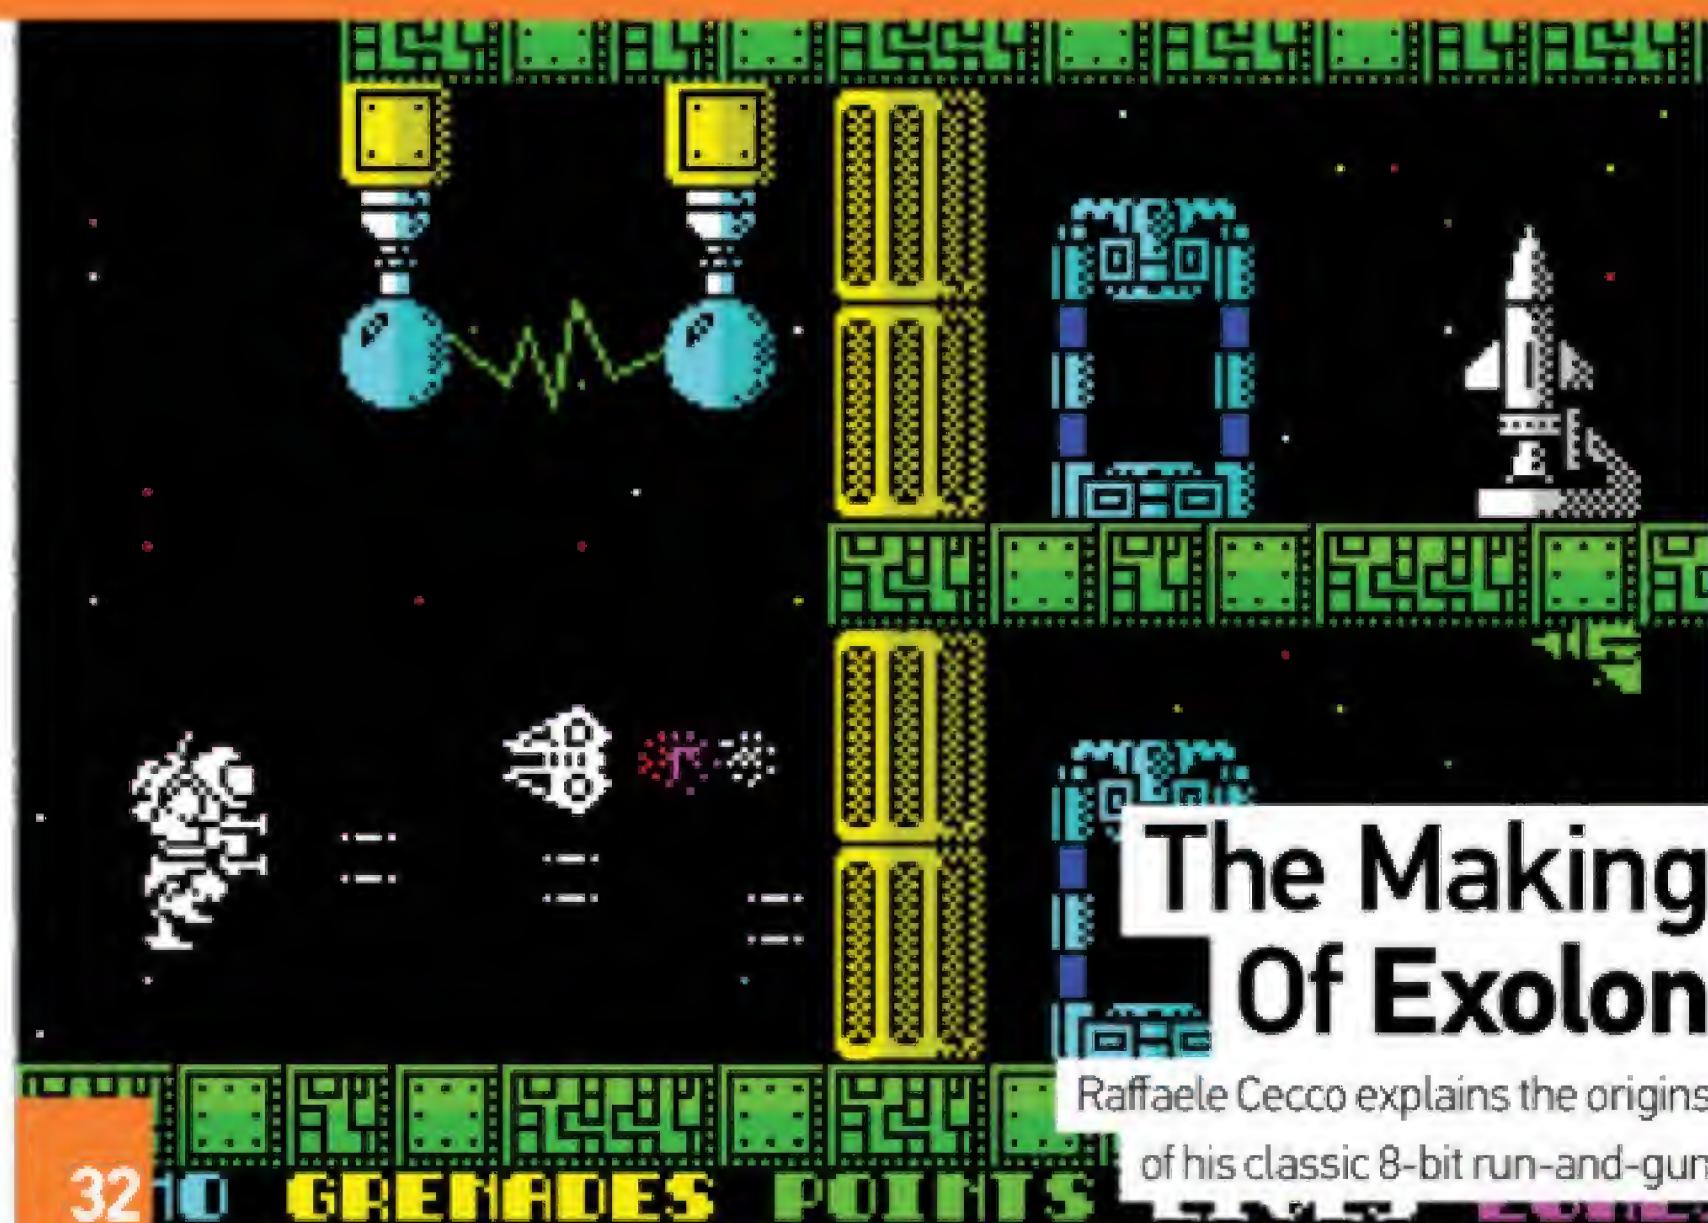 The Making
Of Exolon
Raffaele Cecco explains the origins
of his classic 8-bit run-and-gun
32
GRENADES POINTS